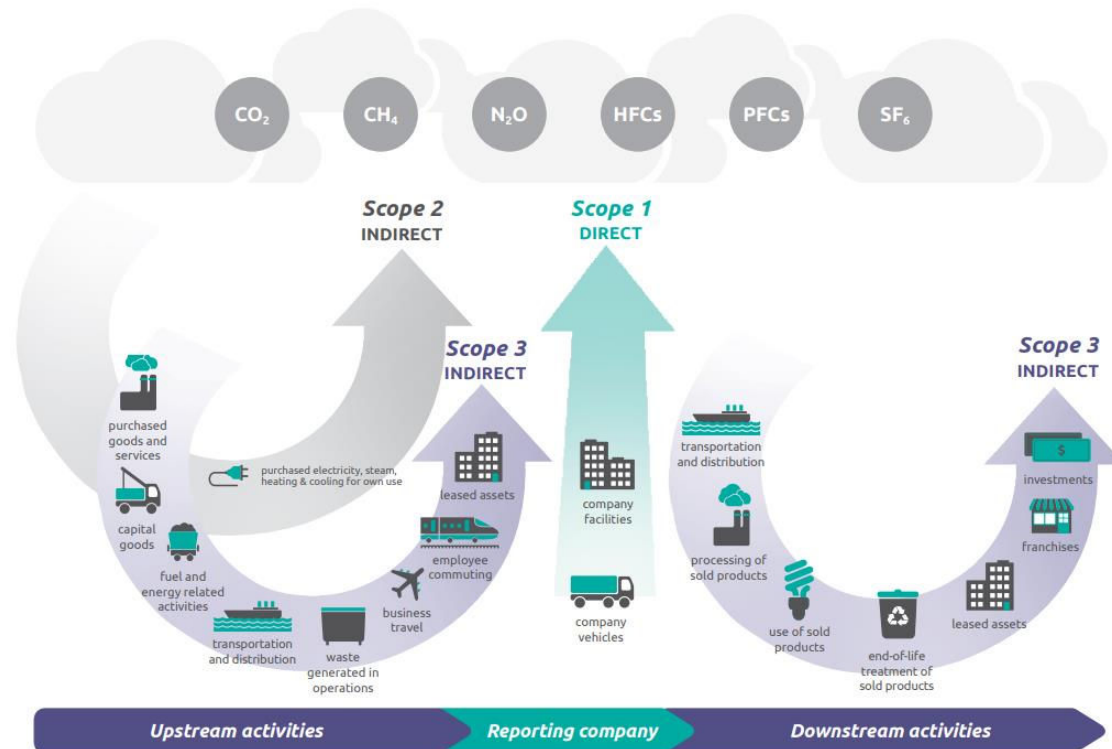 CO₂
CH₄
N₂O
HFCs
PFCs
SF₆
Scope 2
INDIRECT
Scope 1
DIRECT
Scope 3
INDIRECT
Scope 3
INDIRECT
purchased
goods and
services
capital
goods
fuel and
energy related
activities
transportation
and distribution
waste
generated in
operations
business
travel
employee
commuting
leased assets
purchased electricity, steam,
heating & cooling for own use
company
facilities
company
vehicles
transportation
and distribution
processing of
sold products
use of sold
products
end-of-life
treatment of
sold products
leased assets
franchises
$
investments
Upstream activities
Reporting company
Downstream activities